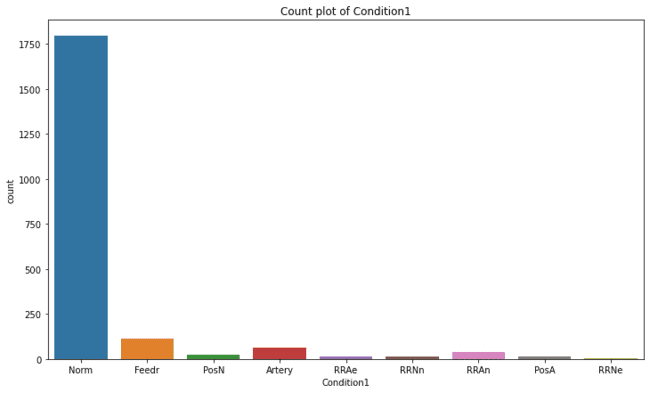 Count plot of Condition1
1750
1500
1250
1000
750
500
250
0
count
Norm Feedr PosN Artery RRAe RRNn RRAn PosA RRNe
Condition1